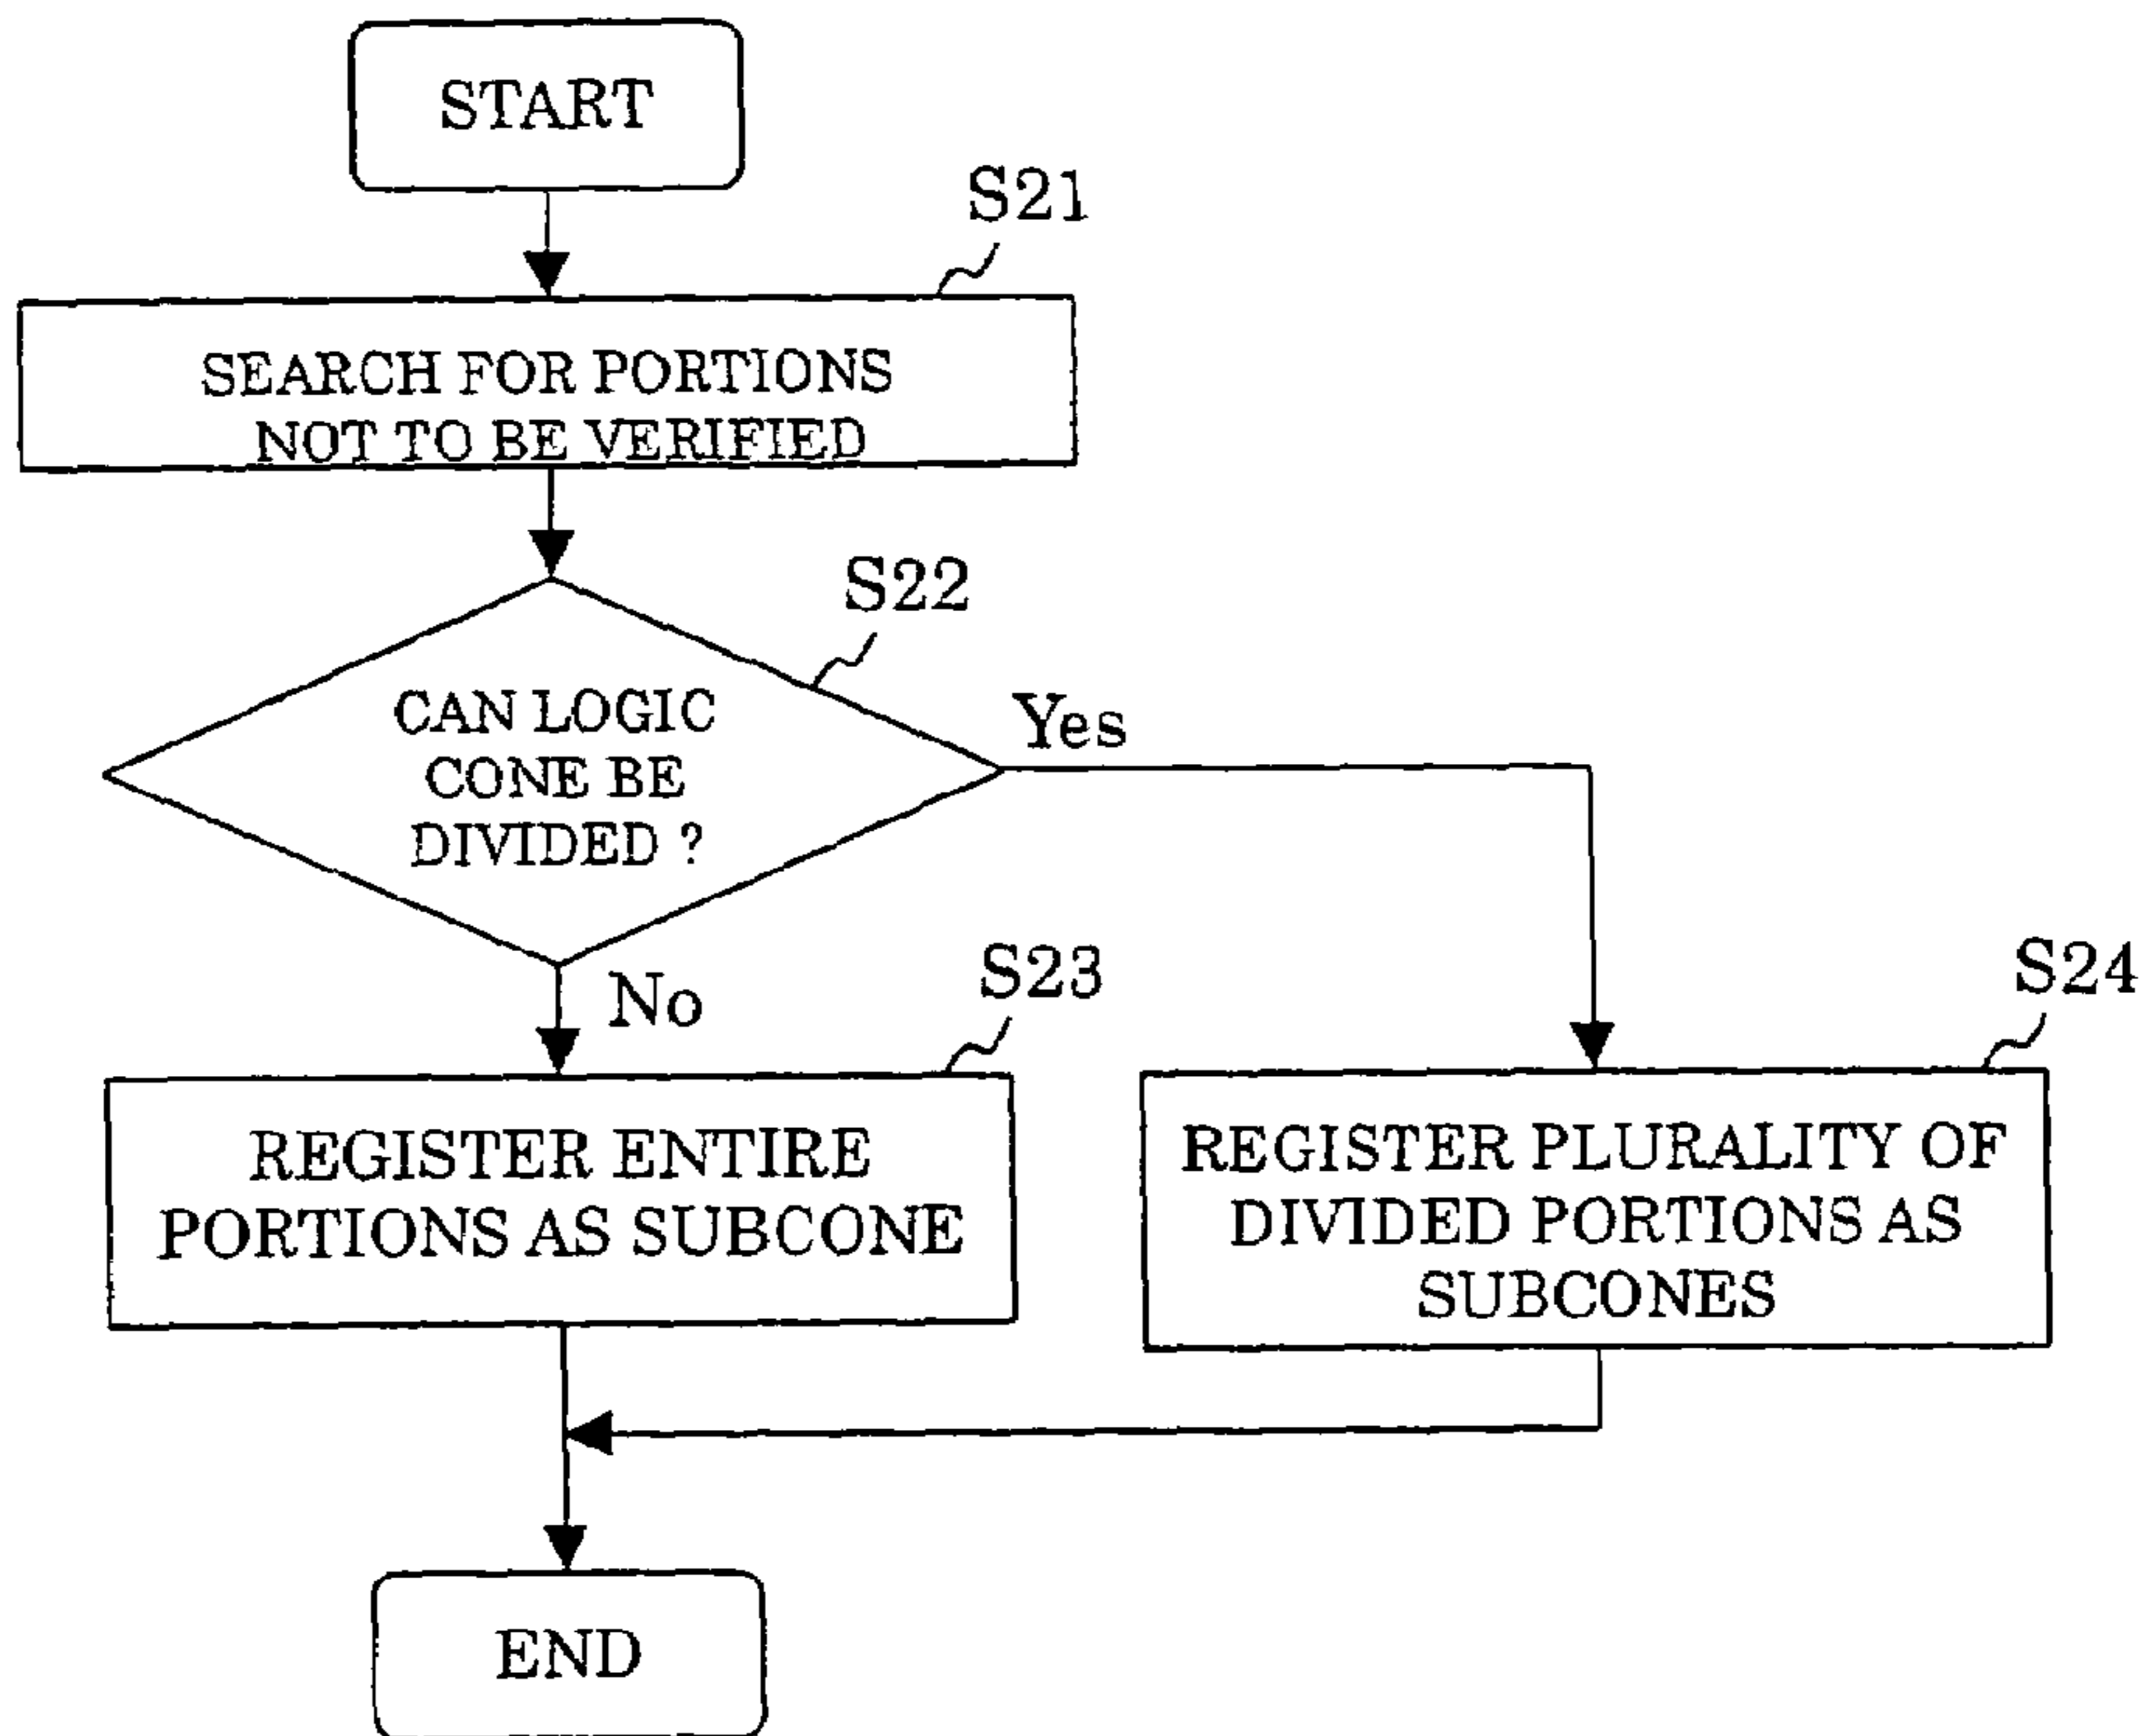 START
S21
SEARCH FOR PORTIONS
NOT TO BE VERIFIED
S22
CAN LOGIC
CONE BE
DIVIDED ?
Yes
No
S23
REGISTER ENTIRE
PORTIONS AS SUBCONE
S24
REGISTER PLURALITY OF
DIVIDED PORTIONS AS
SUBCONES
END